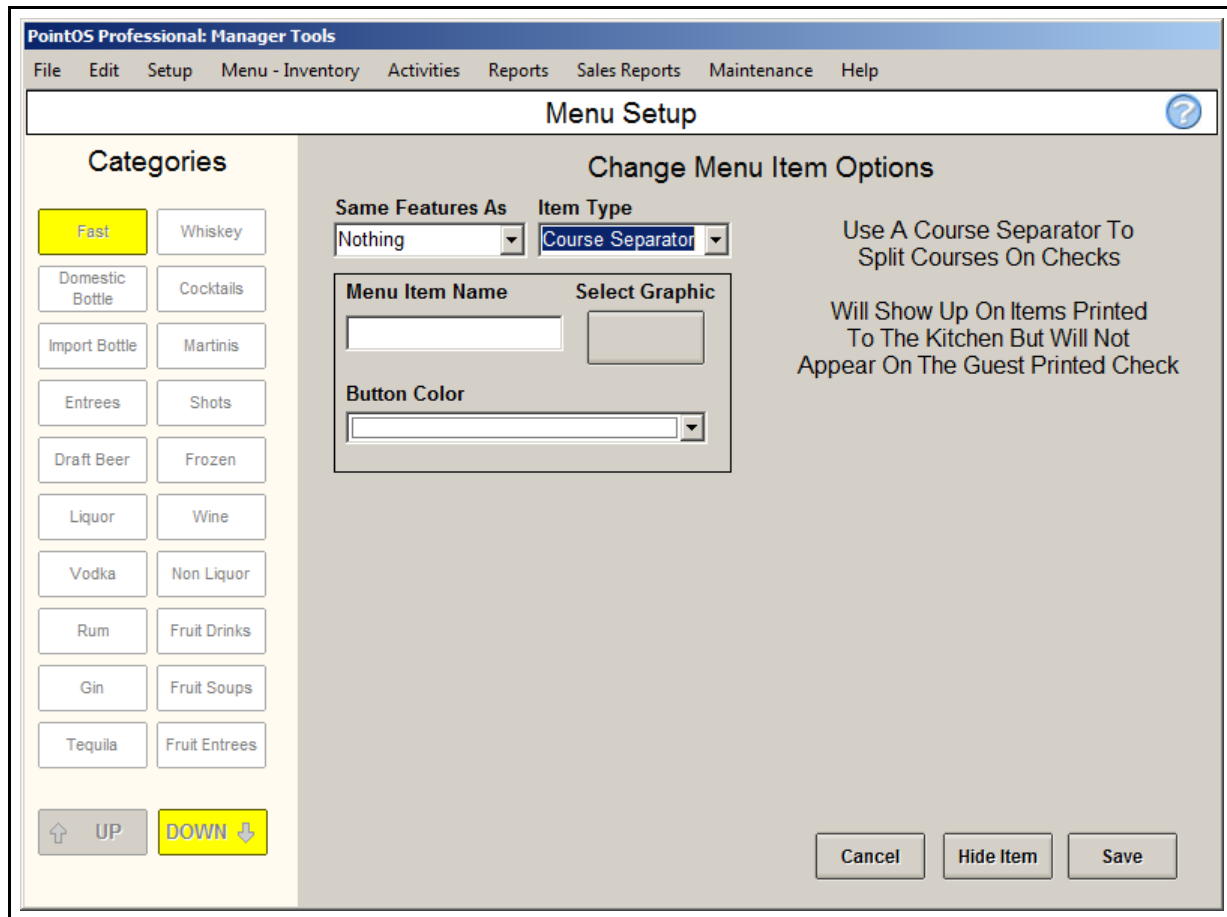 PointOS Professional: Manager Tools
File Edit Setup Menu - Inventory Activities Reports Sales Reports Maintenance Help
Menu Setup
?
Categories
Fast
Whiskey
Domestic
Bottle
Cocktails
Import Bottle
Martinis
Entrees
Shots
Draft Beer
Frozen
Liquor
Wine
Vodka
Non Liquor
Rum
Fruit Drinks
Gin
Fruit Soups
Tequila
Fruit Entrees
UP
DOWN
Change Menu Item Options
Same Features As
Item Type
Nothing
Course Separator
Menu Item Name
Select Graphic
Button Color
Use A Course Separator To
Split Courses On Checks
Will Show Up On Items Printed
To The Kitchen But Will Not
Appear On The Guest Printed Check
Cancel
Hide Item
Save